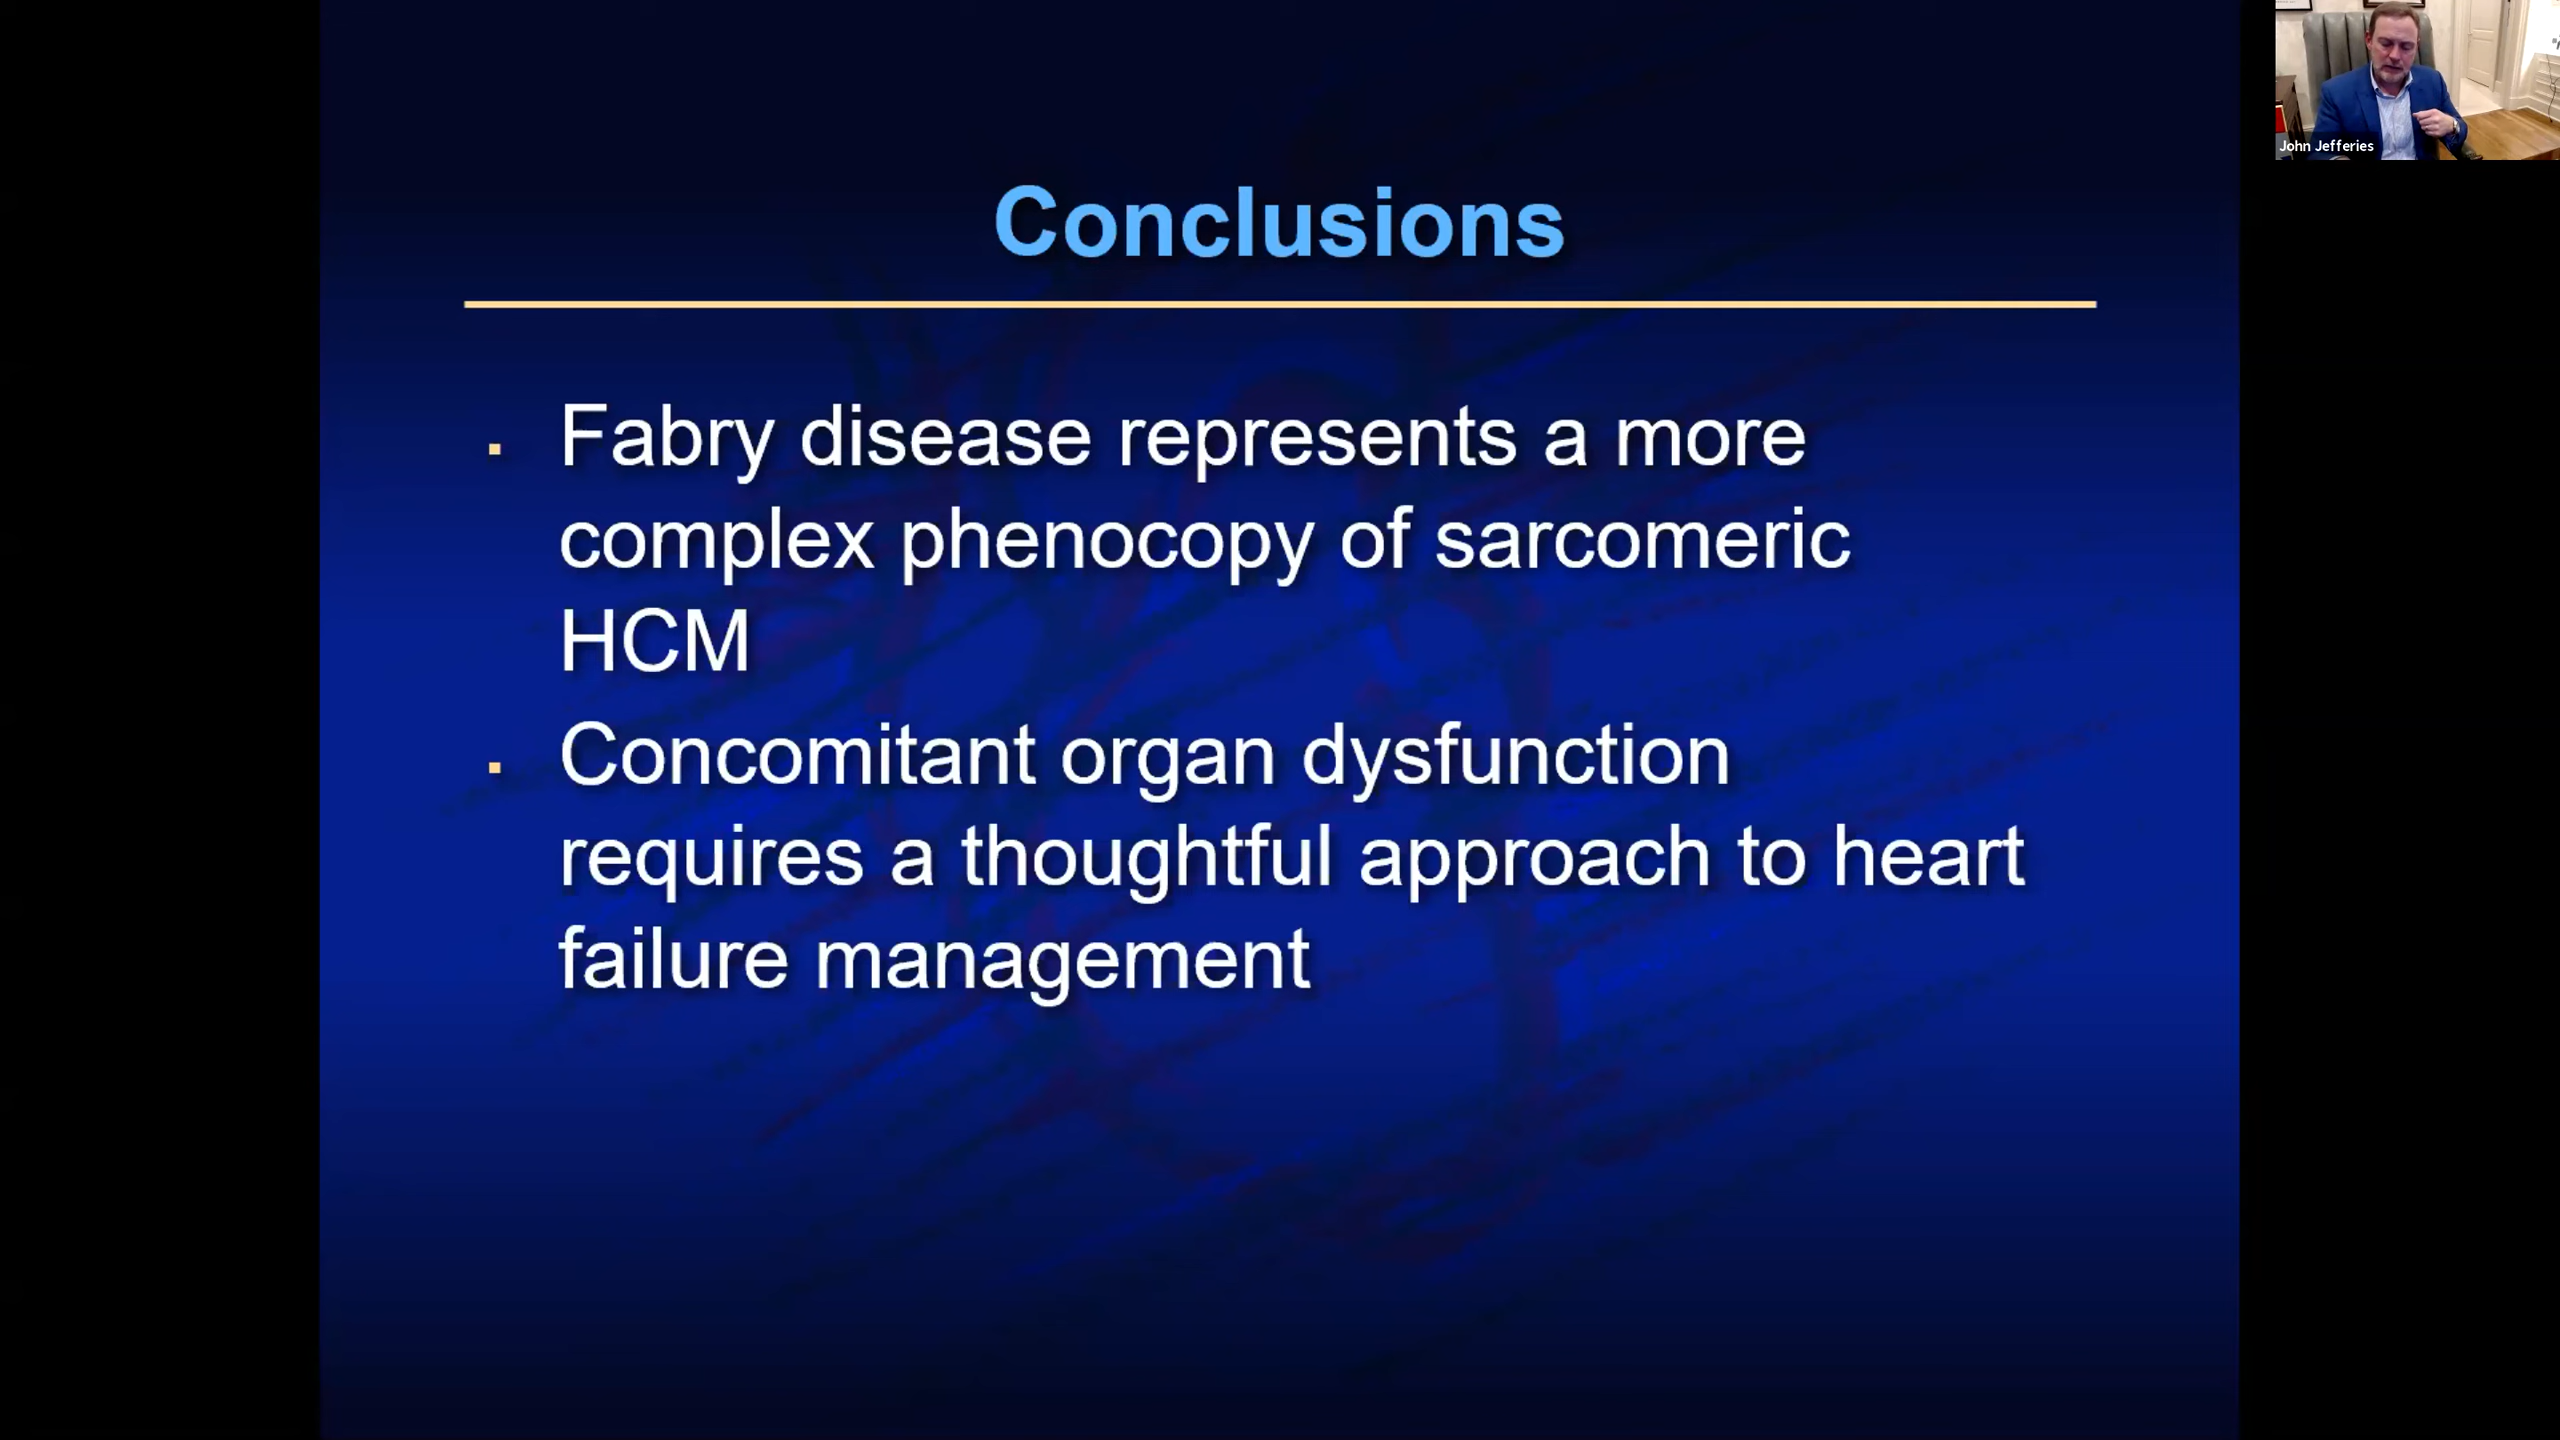 Conclusions
Fabry disease represents a more
complex phenocopy of sarcomeric
HCM
Concomitant organ dysfunction
requires a thoughtful approach to heart
failure management
John Jefferies